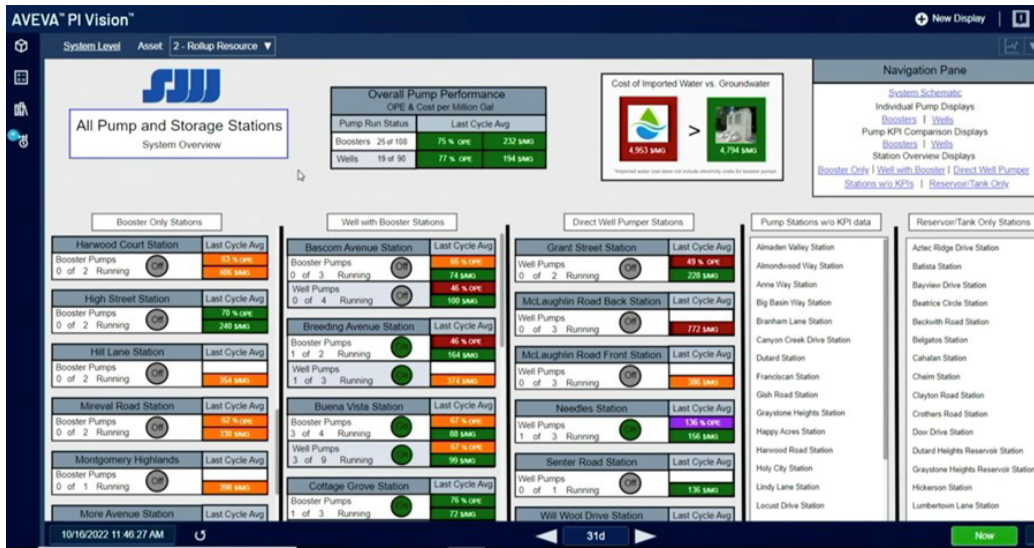 AVEVA™ PI Vision™
New Display
System Level Asset 2 - Rollup Resource
All Pump and Storage Stations
System Overview
Overall Pump Performance
OPE & Cost per Million Gal
Pump Run Status Last Cycle Avg
Boosters 25 of 108 75 % OPE 232 $/MG
Wells 19 of 90 77 % OPE 194 $/MG
Cost of Imported Water vs. Groundwater
>
4,953 $/MG 4,794 $/MG
*Imported water cost does not include electricity costs for booster pumps
Navigation Pane
System Schematic
Individual Pump Displays
Boosters | Wells
Pump KPI Comparison Displays
Boosters | Wells
Station Overview Displays
Booster Only | Well with Booster | Direct Well Pumper
Stations w/o KPIs | Reservoir/Tank Only
Booster Only Stations
Harwood Court Station Last Cycle Avg
Booster Pumps Off 63 % OPE
0 of 2 Running 406 $/MG
High Street Station Last Cycle Avg
Booster Pumps Off 70 % OPE
0 of 2 Running 240 $/MG
Hill Lane Station Last Cycle Avg
Booster Pumps Off
0 of 2 Running 354 $/MG
Mireval Road Station Last Cycle Avg
Booster Pumps Off 62 % OPE
0 of 2 Running 330 $/MG
Montgomery Highlands Last Cycle Avg
Booster Pumps Off
0 of 1 Running 398 $/MG
More Avenue Station Last Cycle Avg
Well with Booster Stations
Bascom Avenue Station Last Cycle Avg
Booster Pumps Off 66 % OPE
0 of 3 Running 74 $/MG
Well Pumps Off 46 % OPE
0 of 4 Running 100 $/MG
Breeding Avenue Station Last Cycle Avg
Booster Pumps On 46 % OPE
1 of 2 Running 164 $/MG
Well Pumps On
1 of 3 Running 374 $/MG
Buena Vista Station Last Cycle Avg
Booster Pumps On 67 % OPE
3 of 4 Running 88 $/MG
Well Pumps On 67 % OPE
3 of 9 Running 99 $/MG
Cottage Grove Station Last Cycle Avg
Booster Pumps On 76 % OPE
1 of 3 Running 72 $/MG
Direct Well Pumper Stations
Grant Street Station Last Cycle Avg
Well Pumps Off 49 % OPE
0 of 2 Running 228 $/MG
McLaughlin Road Back Station Last Cycle Avg
Well Pumps Off
0 of 3 Running 772 $/MG
McLaughlin Road Front Station Last Cycle Avg
Well Pumps Off
0 of 3 Running 386 $/MG
Needles Station Last Cycle Avg
Well Pumps On 136 % OPE
1 of 3 Running 156 $/MG
Senter Road Station Last Cycle Avg
Well Pumps Off
0 of 1 Running 136 $/MG
Will Wool Drive Station Last Cycle Avg
Pump Stations w/o KPI data
Almaden Valley Station
Almondwood Way Station
Anne Way Station
Big Basin Way Station
Branham Lane Station
Canyon Creek Drive Station
Dutard Station
Franciscan Station
Gish Road Station
Graystone Heights Station
Happy Acres Station
Harwood Road Station
Holy City Station
Lindy Lane Station
Locust Drive Station
Reservoir/Tank Only Stations
Aztec Ridge Drive Station
Batista Station
Bayview Drive Station
Beatrice Circle Station
Beckwith Road Station
Belgatos Station
Cahalan Station
Cheim Station
Clayton Road Station
Crothers Road Station
Dow Drive Station
Dutard Heights Reservoir Station
Graystone Heights Reservoir Station
Hickerson Station
Lumbertown Lane Station
10/16/2022 11:46:27 AM 31d Now